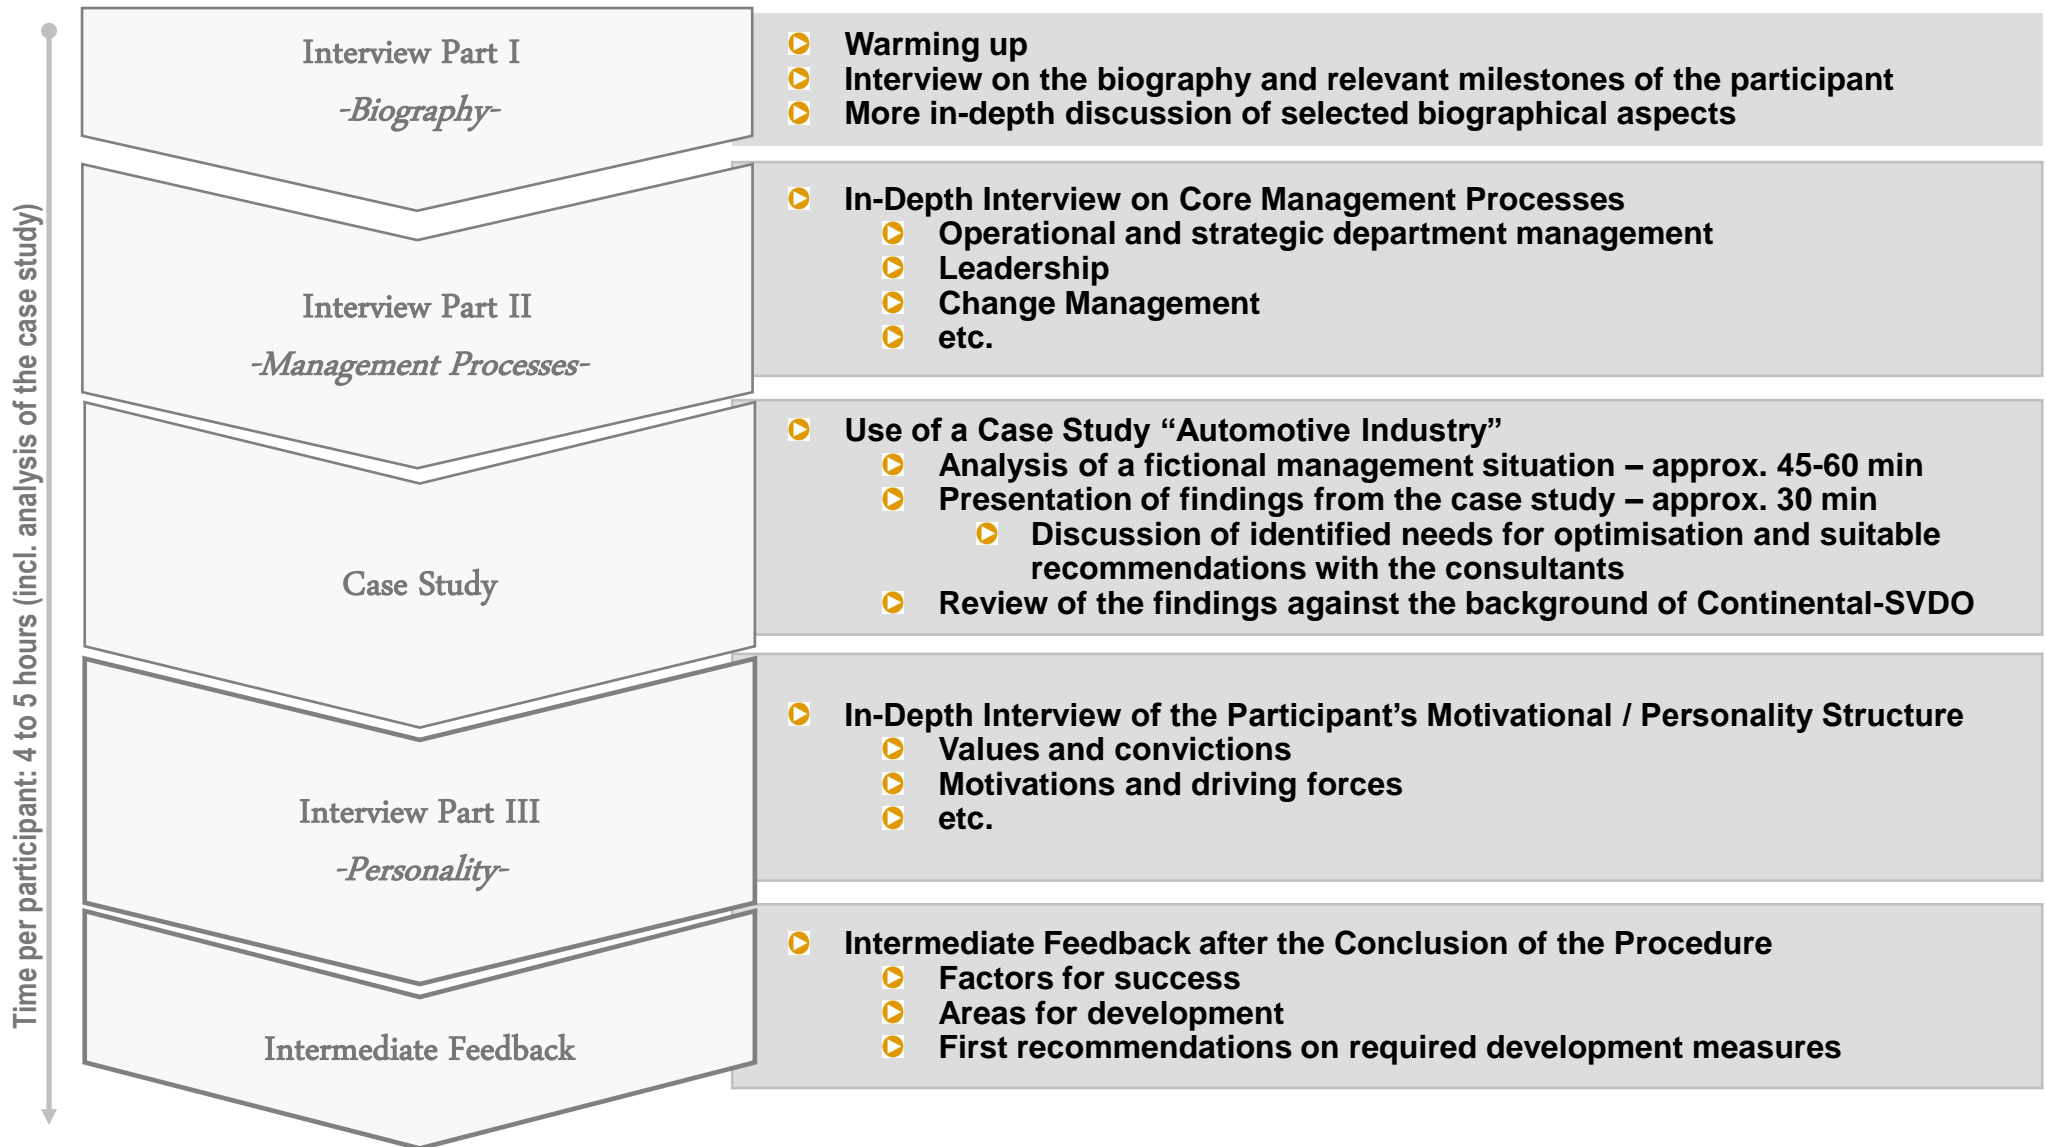 Time per participant: 4 to 5 hours (incl. analysis of the case study)
Interview Part I
-Biography-
Warming up
Interview on the biography and relevant milestones of the participant
More in-depth discussion of selected biographical aspects
Interview Part II
-Management Processes-
In-Depth Interview on Core Management Processes
Operational and strategic department management
Leadership
Change Management
etc.
Case Study
Use of a Case Study “Automotive Industry”
Analysis of a fictional management situation – approx. 45-60 min
Presentation of findings from the case study – approx. 30 min
Discussion of identified needs for optimisation and suitable
recommendations with the consultants
Review of the findings against the background of Continental-SVDO
Interview Part III
-Personality-
In-Depth Interview of the Participant’s Motivational / Personality Structure
Values and convictions
Motivations and driving forces
etc.
Intermediate Feedback
Intermediate Feedback after the Conclusion of the Procedure
Factors for success
Areas for development
First recommendations on required development measures